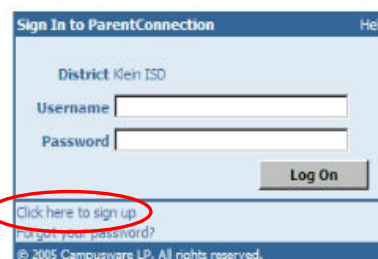 Sign In to ParentConnection Hel
District Klein ISD
Username
Password
Log On
Click here to sign up
Forgot your password?
© 2005 Campusware LP. All rights reserved.